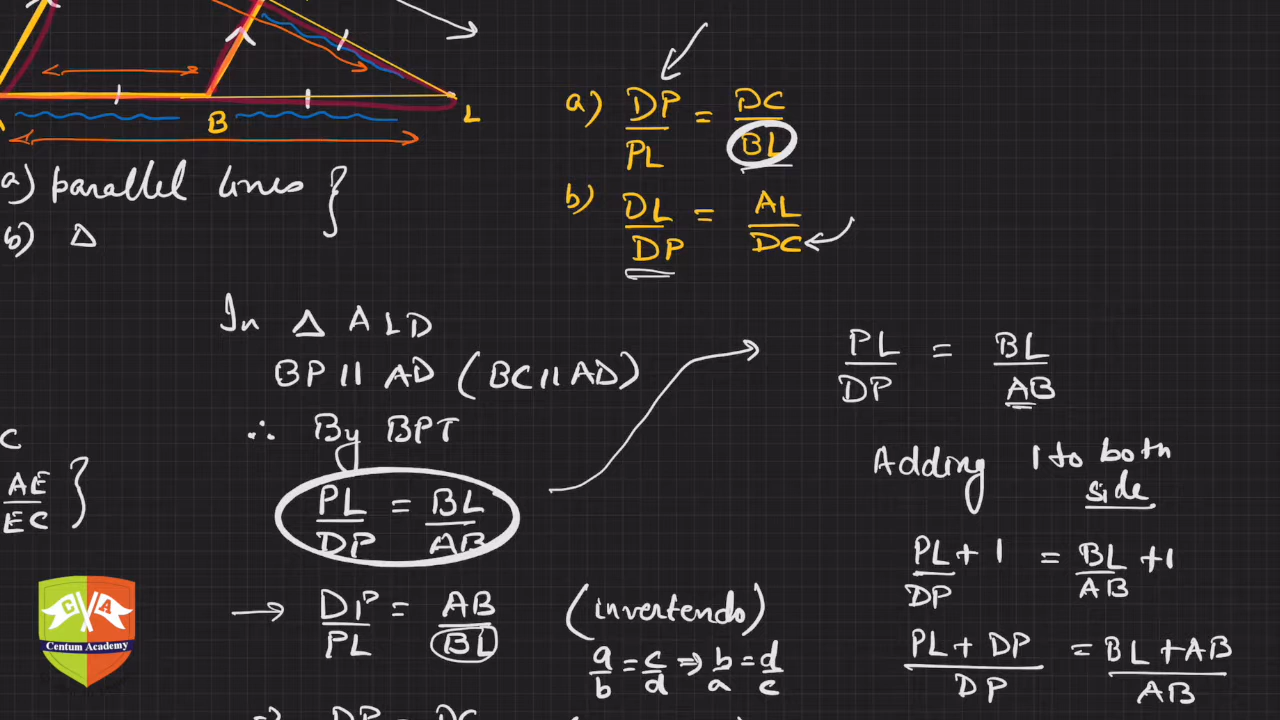 B
L
a) DP/PL = DC/BL
b) DL/DP = AL/DC
a) parallel lines }
b) Δ
In Δ ALD
BP || AD (BC || AD)
∴ By BPT
PL/DP = BL/AB
→ DP/PL = AB/BL (invertendo)
a/b = c/d ⇒ b/a = d/c
DP = DC
C
AE/EC }
C A
Centum Academy
PL/DP = BL/AB
Adding 1 to both
side
PL/DP + 1 = BL/AB + 1
PL + DP/DP = BL + AB/AB